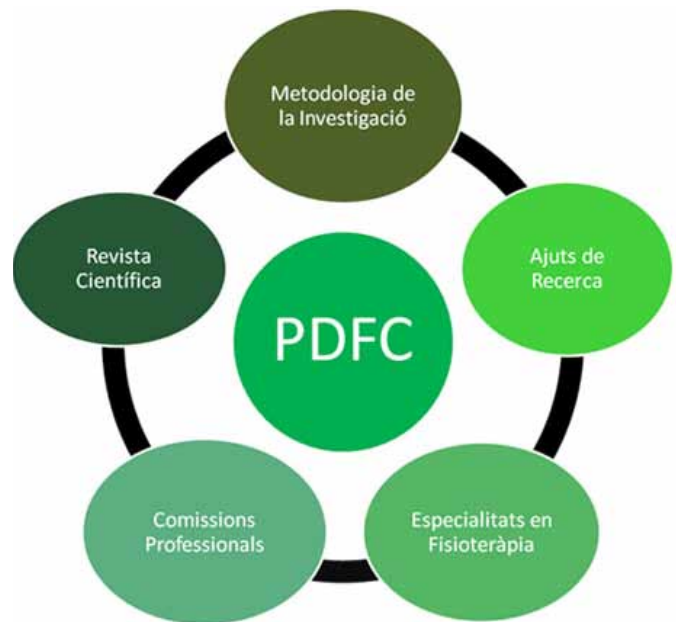 Metodologia de
la Investigació
Ajuts de
Recerca
Especialitats en
Fisioteràpia
Comissions
Professionals
Revista
Científica
PDFC